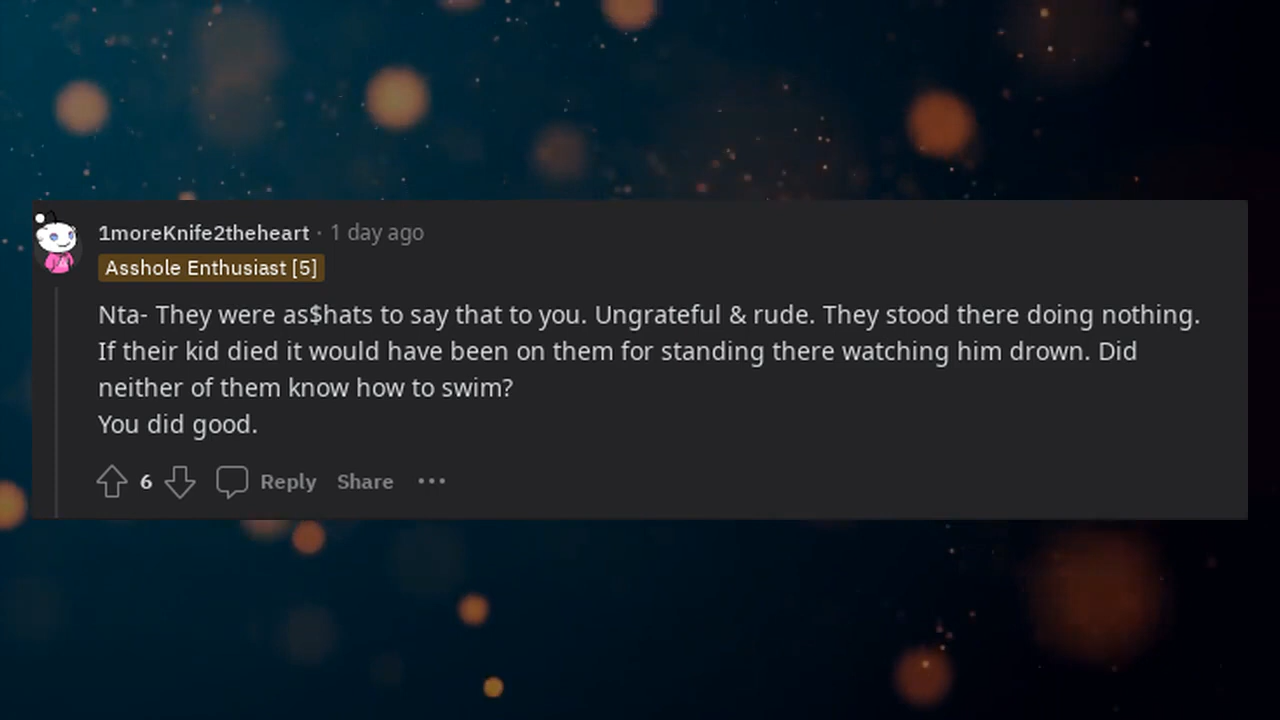 1moreKnife2theheart · 1 day ago
Asshole Enthusiast [5]
Nta- They were as$hats to say that to you. Ungrateful & rude. They stood there doing nothing.
If their kid died it would have been on them for standing there watching him drown. Did
neither of them know how to swim?
You did good.
6 Reply Share ···